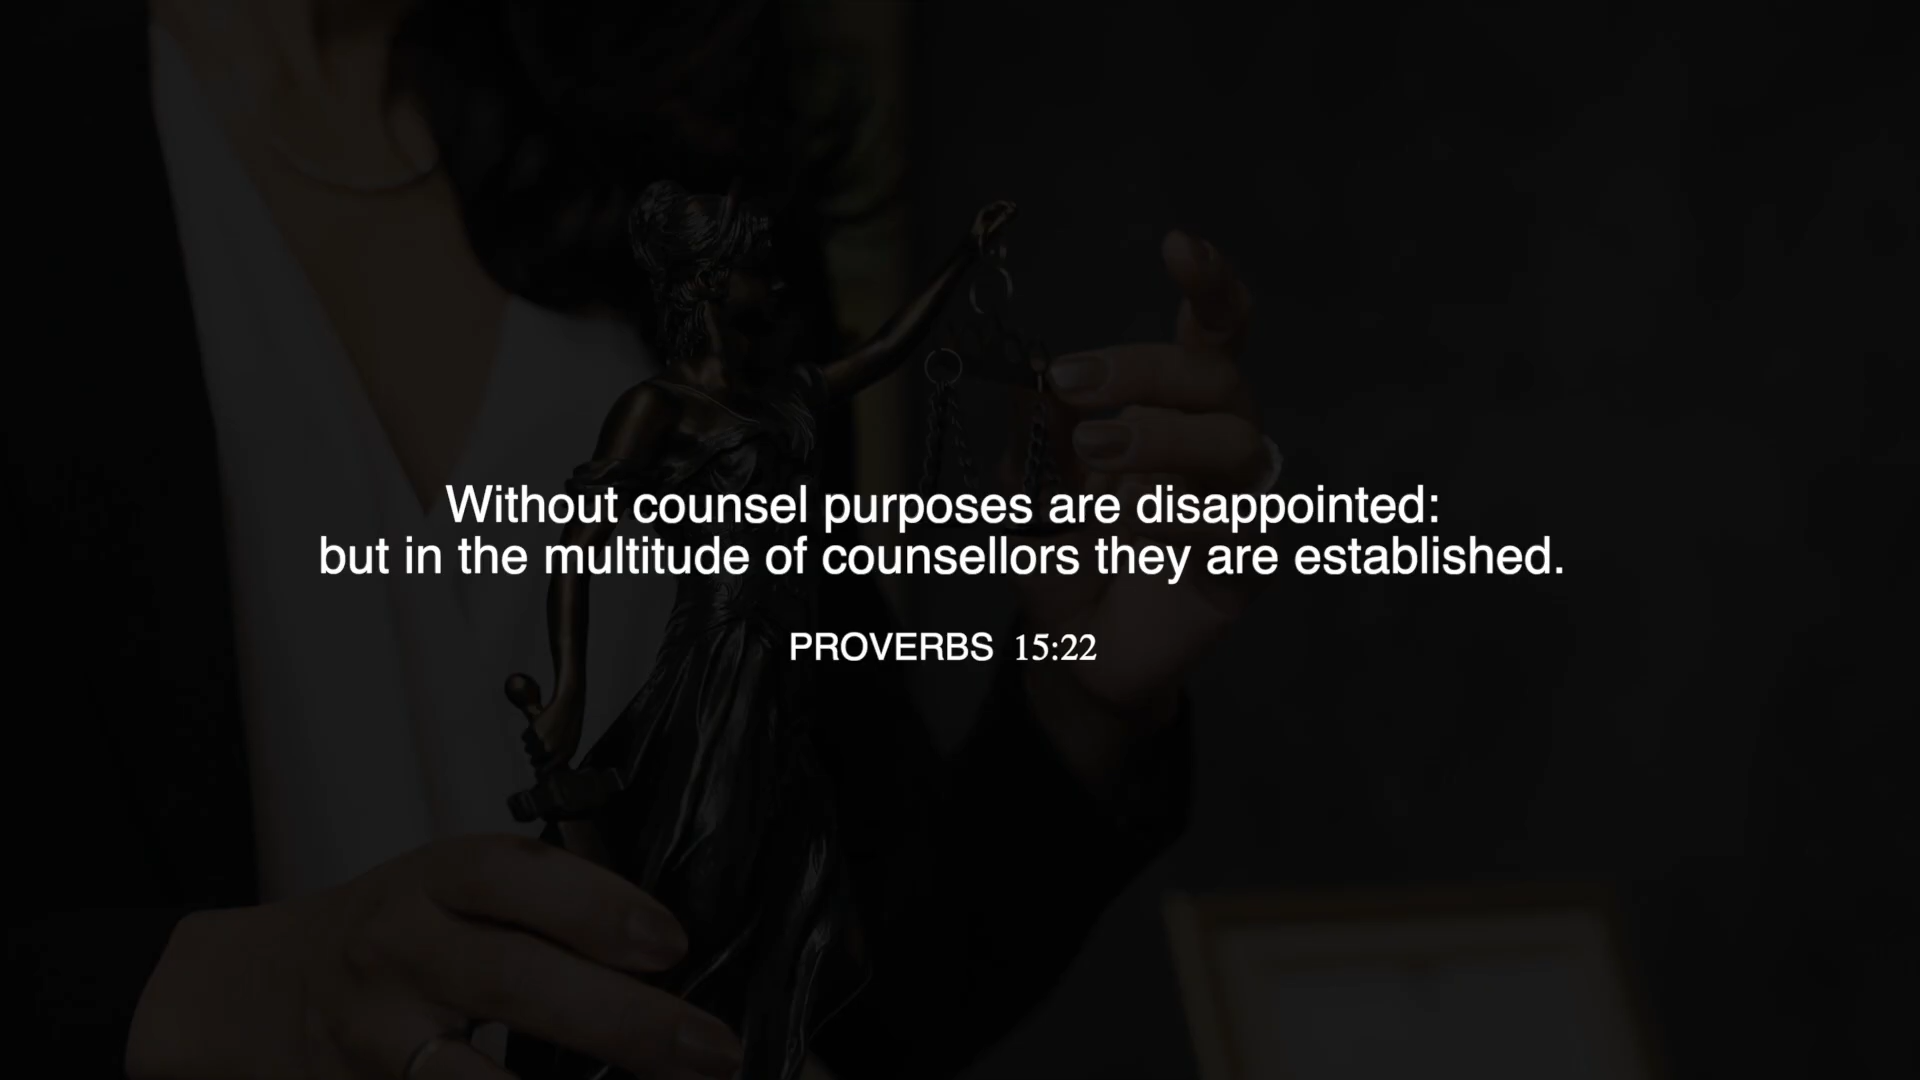 Without counsel purposes are disappointed:
but in the multitude of counsellors they are established.
PROVERBS 15:22